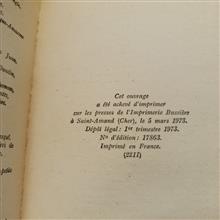 Cet ouvrage
a été achevé d'imprimer
sur les presses de l'Imprimerie Bussière
à Saint-Amand (Cher), le 5 mars 1973.
Dépôt légal : 1er trimestre 1973.
N° d'édition : 17863.
Imprimé en France.
(2211)